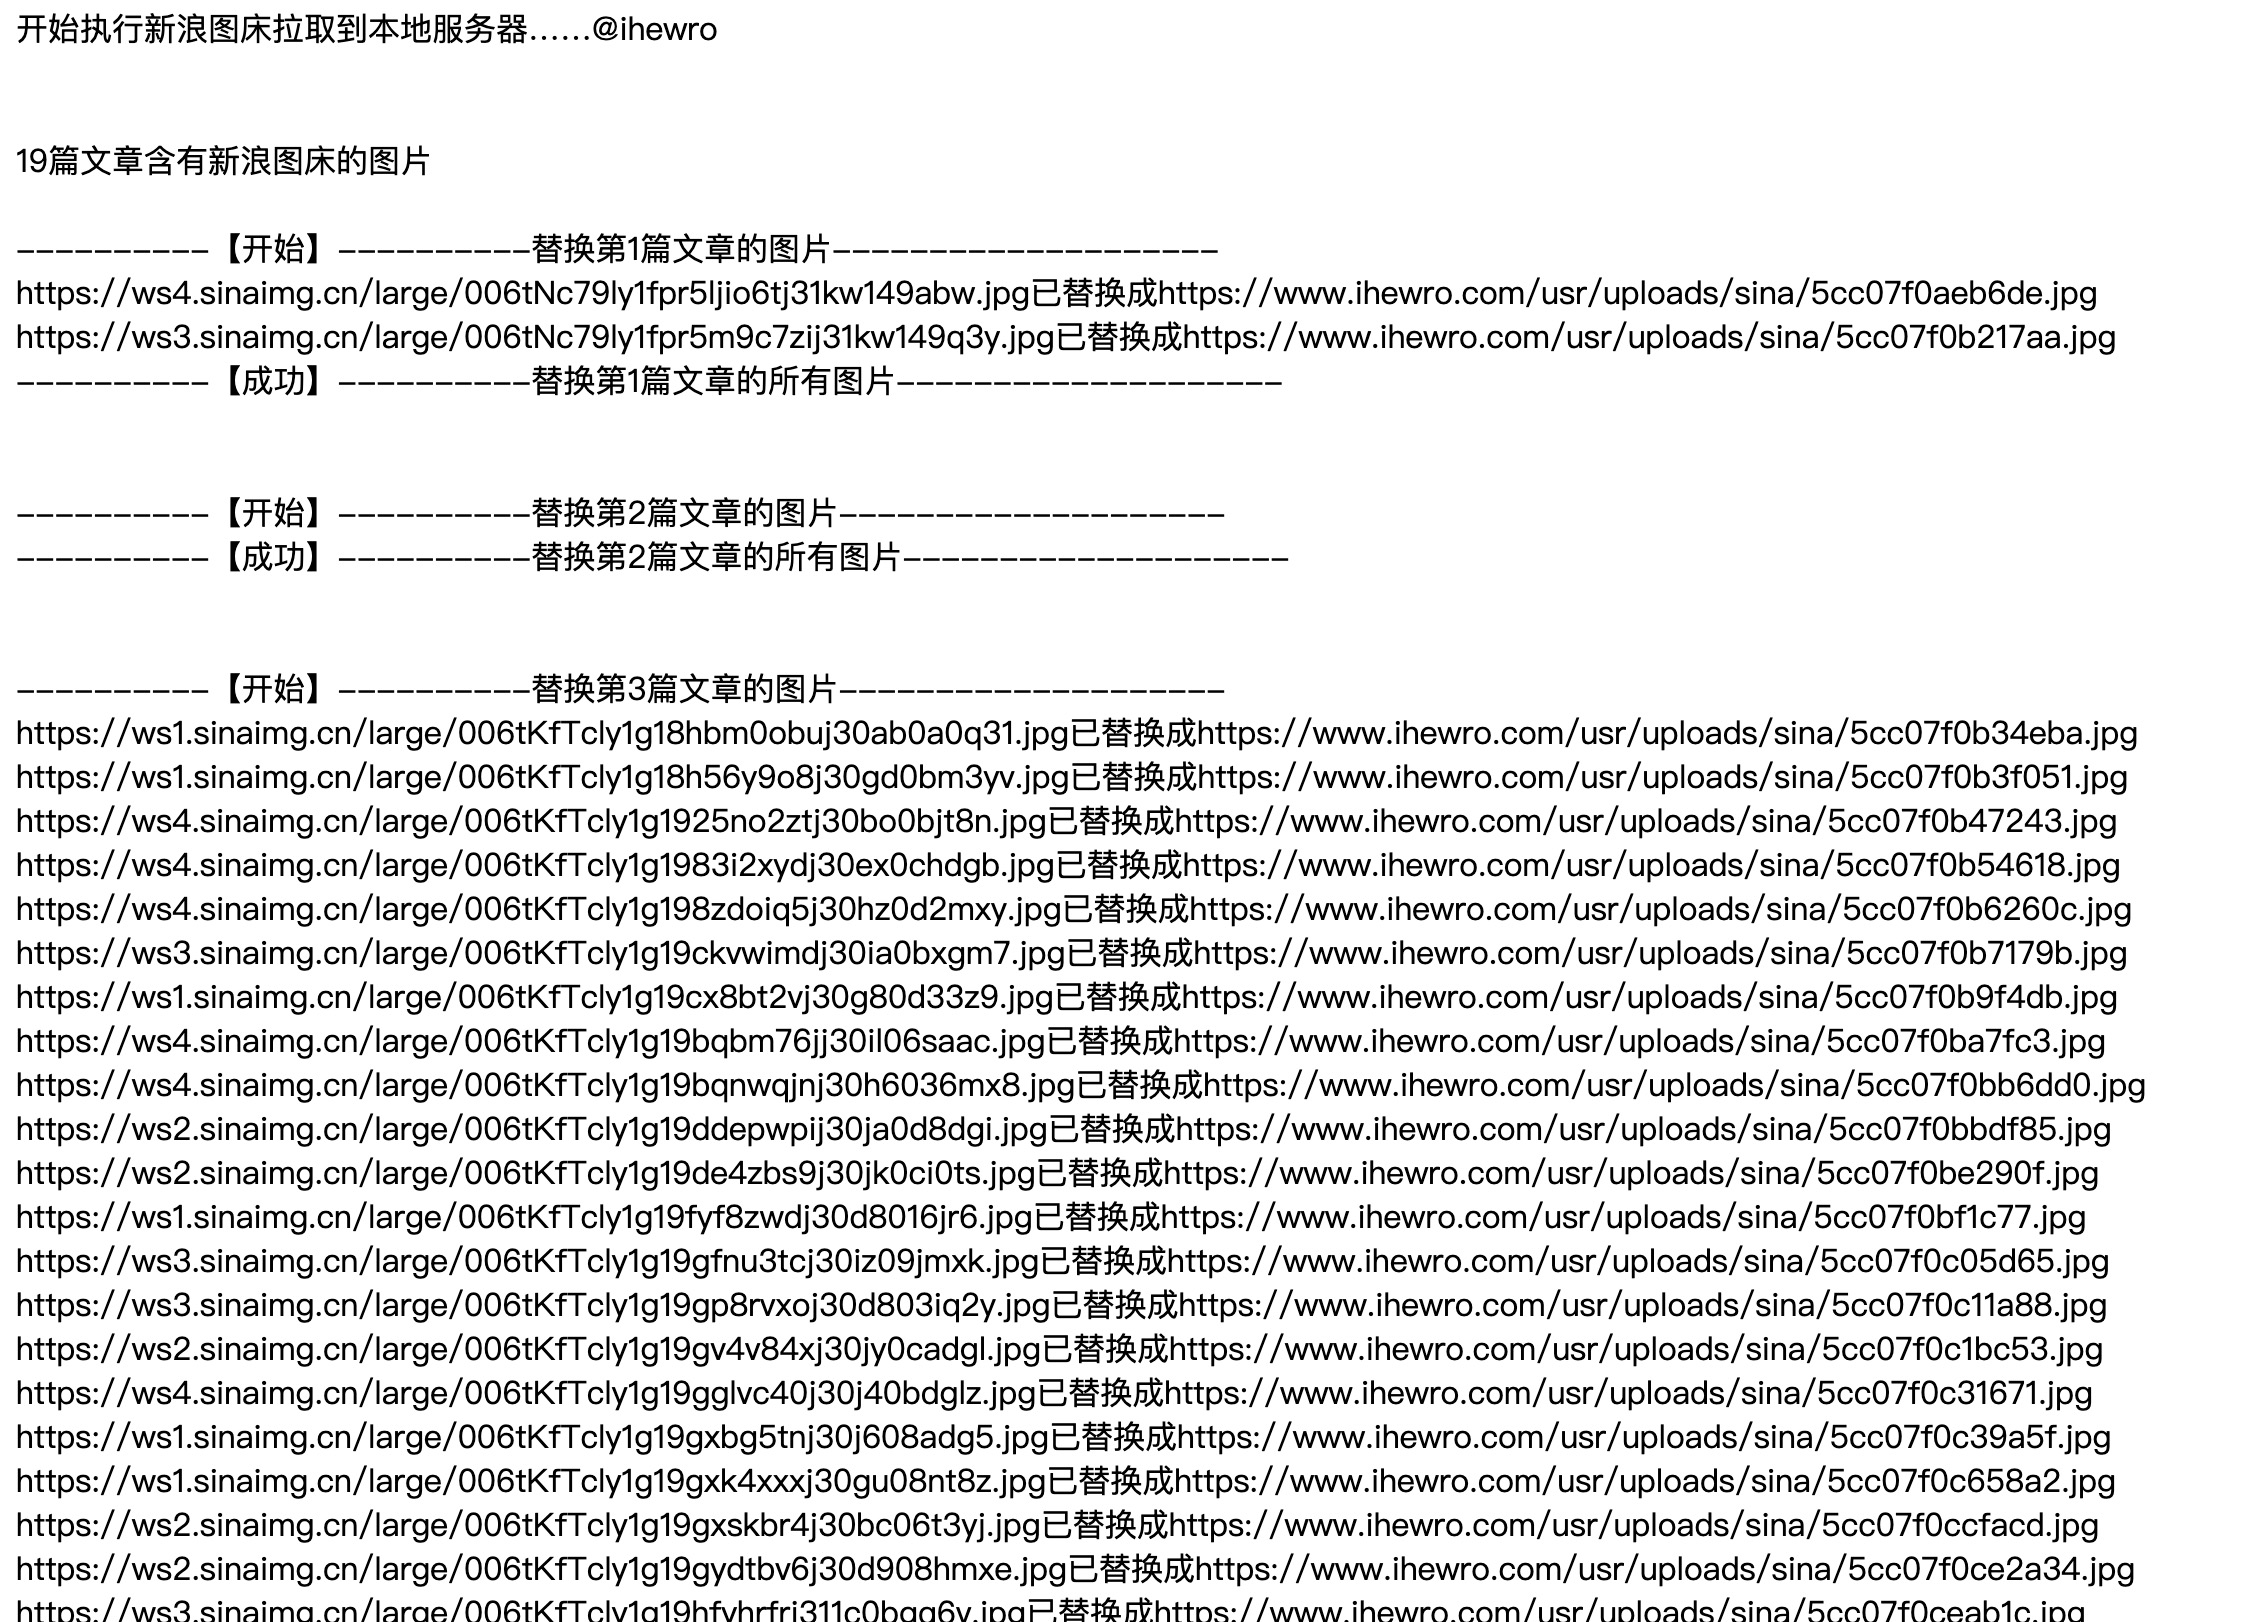 开始执行新浪图床拉取到本地服务器……@ihewro
19篇文章含有新浪图床的图片
----------【开始】----------替换第1篇文章的图片--------------------
https://ws4.sinaimg.cn/large/006tNc79ly1fpr5ljio6tj31kw149abw.jpg已替换成https://www.ihewro.com/usr/uploads/sina/5cc07f0aeb6de.jpg
https://ws3.sinaimg.cn/large/006tNc79ly1fpr5m9c7zij31kw149q3y.jpg已替换成https://www.ihewro.com/usr/uploads/sina/5cc07f0b217aa.jpg
----------【成功】----------替换第1篇文章的所有图片--------------------
----------【开始】----------替换第2篇文章的图片--------------------
----------【成功】----------替换第2篇文章的所有图片--------------------
----------【开始】----------替换第3篇文章的图片--------------------
https://ws1.sinaimg.cn/large/006tKfTcly1g18hbm0obuj30ab0a0q31.jpg已替换成https://www.ihewro.com/usr/uploads/sina/5cc07f0b34eba.jpg
https://ws1.sinaimg.cn/large/006tKfTcly1g18h56y9o8j30gd0bm3yv.jpg已替换成https://www.ihewro.com/usr/uploads/sina/5cc07f0b3f051.jpg
https://ws4.sinaimg.cn/large/006tKfTcly1g1925no2ztj30bo0bjt8n.jpg已替换成https://www.ihewro.com/usr/uploads/sina/5cc07f0b47243.jpg
https://ws4.sinaimg.cn/large/006tKfTcly1g1983i2xydj30ex0chdgb.jpg已替换成https://www.ihewro.com/usr/uploads/sina/5cc07f0b54618.jpg
https://ws4.sinaimg.cn/large/006tKfTcly1g198zdoiq5j30hz0d2mxy.jpg已替换成https://www.ihewro.com/usr/uploads/sina/5cc07f0b6260c.jpg
https://ws3.sinaimg.cn/large/006tKfTcly1g19ckvwimdj30ia0bxgm7.jpg已替换成https://www.ihewro.com/usr/uploads/sina/5cc07f0b7179b.jpg
https://ws1.sinaimg.cn/large/006tKfTcly1g19cx8bt2vj30g80d33z9.jpg已替换成https://www.ihewro.com/usr/uploads/sina/5cc07f0b9f4db.jpg
https://ws4.sinaimg.cn/large/006tKfTcly1g19bqbm76jj30il06saac.jpg已替换成https://www.ihewro.com/usr/uploads/sina/5cc07f0ba7fc3.jpg
https://ws4.sinaimg.cn/large/006tKfTcly1g19bqnwqjnj30h6036mx8.jpg已替换成https://www.ihewro.com/usr/uploads/sina/5cc07f0bb6dd0.jpg
https://ws2.sinaimg.cn/large/006tKfTcly1g19ddepwpij30ja0d8dgi.jpg已替换成https://www.ihewro.com/usr/uploads/sina/5cc07f0bbdf85.jpg
https://ws2.sinaimg.cn/large/006tKfTcly1g19de4zbs9j30jk0ci0ts.jpg已替换成https://www.ihewro.com/usr/uploads/sina/5cc07f0be290f.jpg
https://ws1.sinaimg.cn/large/006tKfTcly1g19fyf8zwdj30d8016jr6.jpg已替换成https://www.ihewro.com/usr/uploads/sina/5cc07f0bf1c77.jpg
https://ws3.sinaimg.cn/large/006tKfTcly1g19gfnu3tcj30iz09jmxk.jpg已替换成https://www.ihewro.com/usr/uploads/sina/5cc07f0c05d65.jpg
https://ws3.sinaimg.cn/large/006tKfTcly1g19gp8rvxoj30d803iq2y.jpg已替换成https://www.ihewro.com/usr/uploads/sina/5cc07f0c11a88.jpg
https://ws2.sinaimg.cn/large/006tKfTcly1g19gv4v84xj30jy0cadgl.jpg已替换成https://www.ihewro.com/usr/uploads/sina/5cc07f0c1bc53.jpg
https://ws4.sinaimg.cn/large/006tKfTcly1g19gglvc40j30j40bdglz.jpg已替换成https://www.ihewro.com/usr/uploads/sina/5cc07f0c31671.jpg
https://ws1.sinaimg.cn/large/006tKfTcly1g19gxbg5tnj30j608adg5.jpg已替换成https://www.ihewro.com/usr/uploads/sina/5cc07f0c39a5f.jpg
https://ws1.sinaimg.cn/large/006tKfTcly1g19gxk4xxxj30gu08nt8z.jpg已替换成https://www.ihewro.com/usr/uploads/sina/5cc07f0c658a2.jpg
https://ws2.sinaimg.cn/large/006tKfTcly1g19gxskbr4j30bc06t3yj.jpg已替换成https://www.ihewro.com/usr/uploads/sina/5cc07f0ccfacd.jpg
https://ws2.sinaimg.cn/large/006tKfTcly1g19gydtbv6j30d908hmxe.jpg已替换成https://www.ihewro.com/usr/uploads/sina/5cc07f0ce2a34.jpg